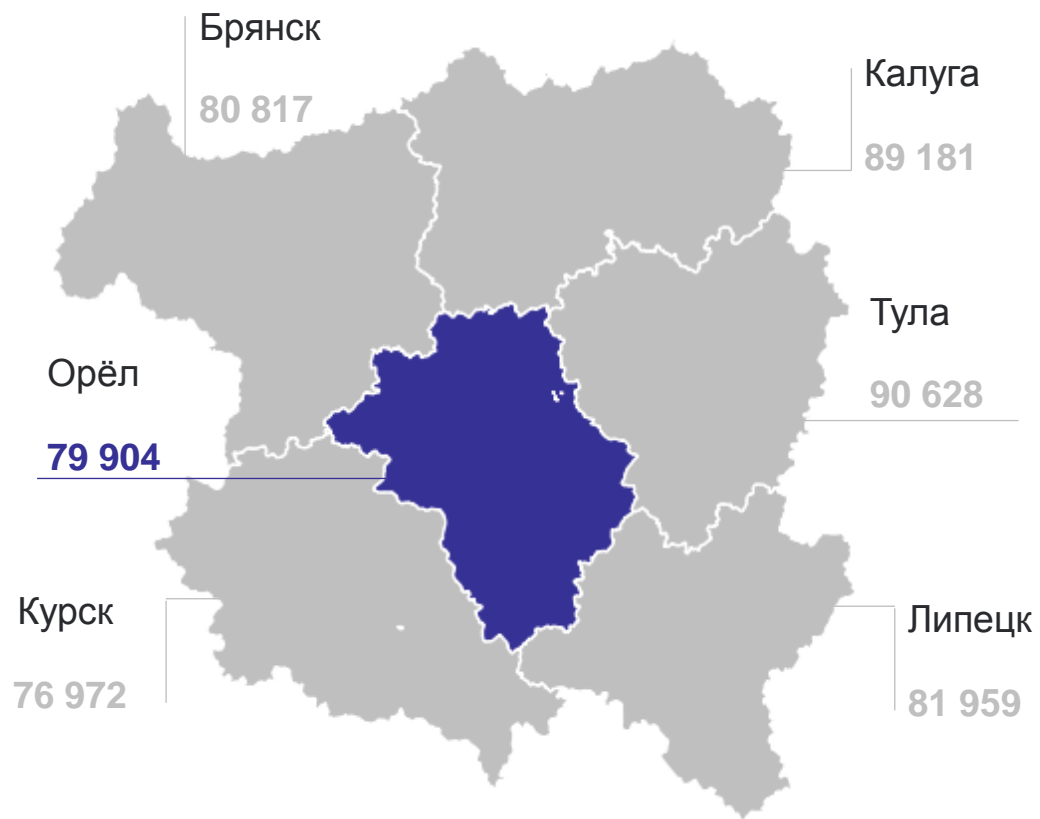 Брянск
80 817
Калуга
89 181
Тула
90 628
Орёл
79 904
Курск
76 972
Липецк
81 959